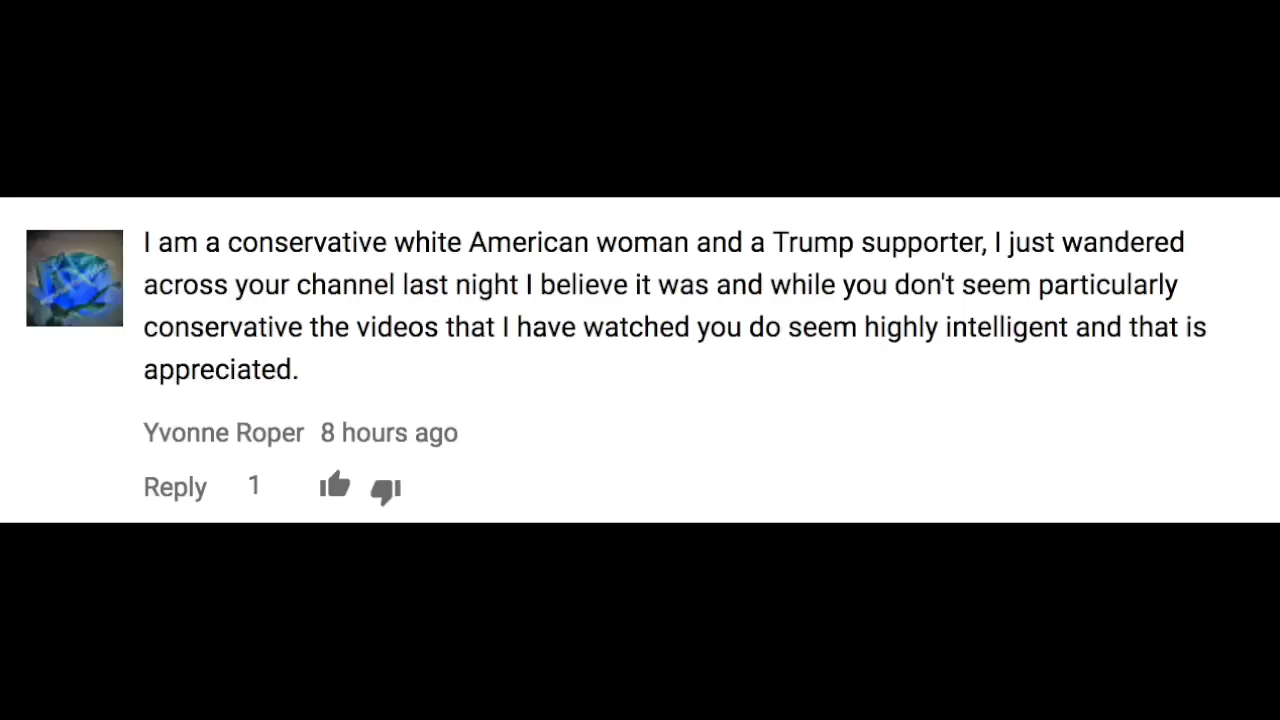 I am a conservative white American woman and a Trump supporter, I just wandered
across your channel last night I believe it was and while you don't seem particularly
conservative the videos that I have watched you do seem highly intelligent and that is
appreciated.
Yvonne Roper 8 hours ago
Reply 1